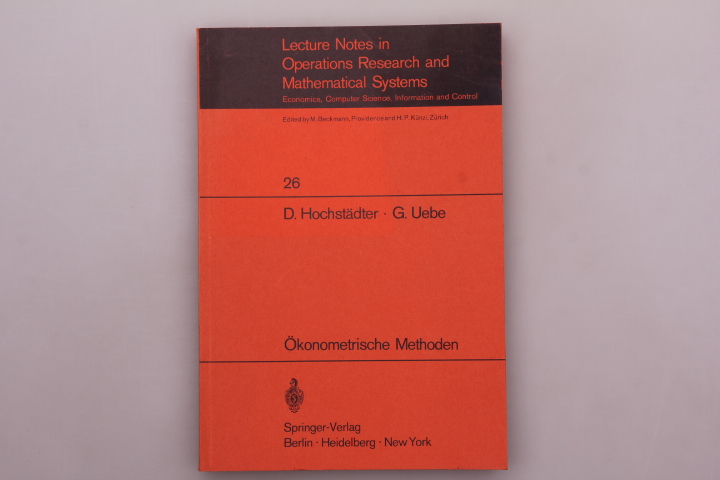 Lecture Notes in
Operations Research and
Mathematical Systems
Economics, Computer Science, Information and Control
Edited by M. Beckmann, Providence and H. P. Künzi, Zürich
26
D. Hochstädter · G. Uebe
Ökonometrische Methoden
Springer-Verlag
Berlin · Heidelberg · New York